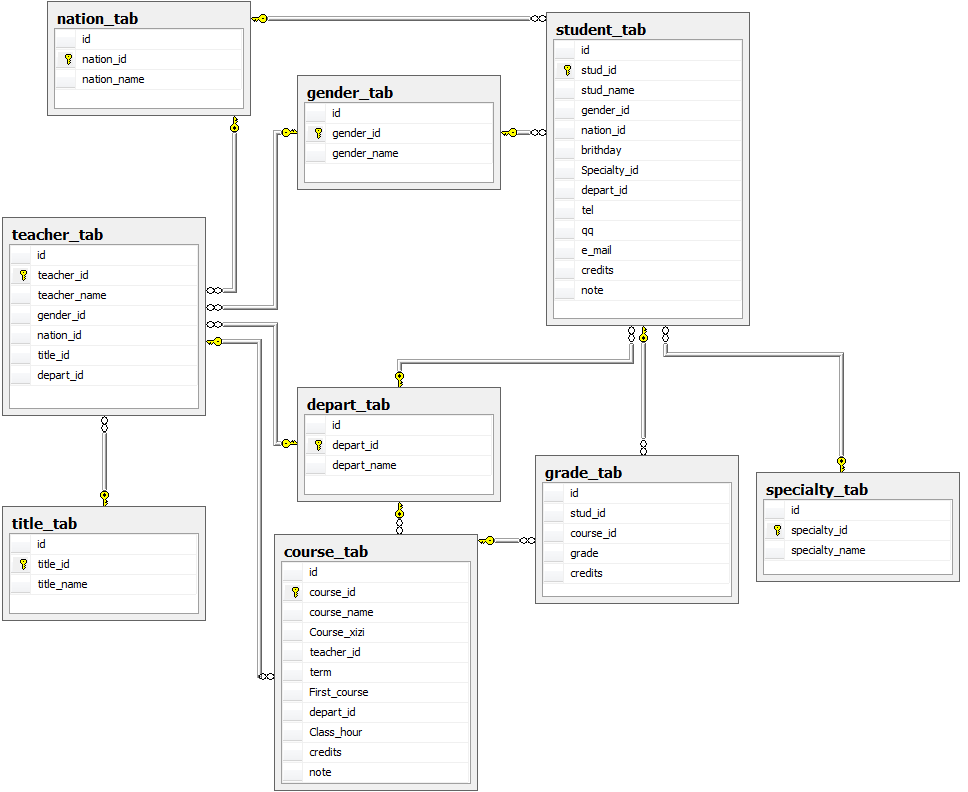 nation_tab
id
nation_id
nation_name
student_tab
id
stud_id
stud_name
gender_id
nation_id
brithday
Specialty_id
depart_id
tel
qq
e_mail
credits
note
gender_tab
id
gender_id
gender_name
teacher_tab
id
teacher_id
teacher_name
gender_id
nation_id
title_id
depart_id
depart_tab
id
depart_id
depart_name
grade_tab
id
stud_id
course_id
grade
credits
specialty_tab
id
specialty_id
specialty_name
title_tab
id
title_id
title_name
course_tab
id
course_id
course_name
Course_xizi
teacher_id
term
First_course
depart_id
Class_hour
credits
note